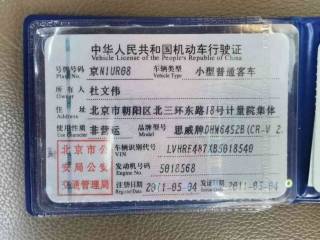 中华人民共和国机动车行驶证
Vehicle License of the People's Republic of China
号牌号码 京N1UR08 车辆类型 小型普通客车
Plate No. Vehicle Type
所有人 杜文伟
Owner
住址 北京市朝阳区北三环东路18号计量院集体
Address
使用性质 非营运 品牌型号 思威牌DHW6452B(CR-V 2.
Use Character Model
北京市公 车辆识别代号 LVHRE487XB5018540
VIN
安局公安 发动机号码 5018568
Engine No.
交通管理局 注册日期 2011-05-04 发证日期 2011-05-04
Register Date Issue Date